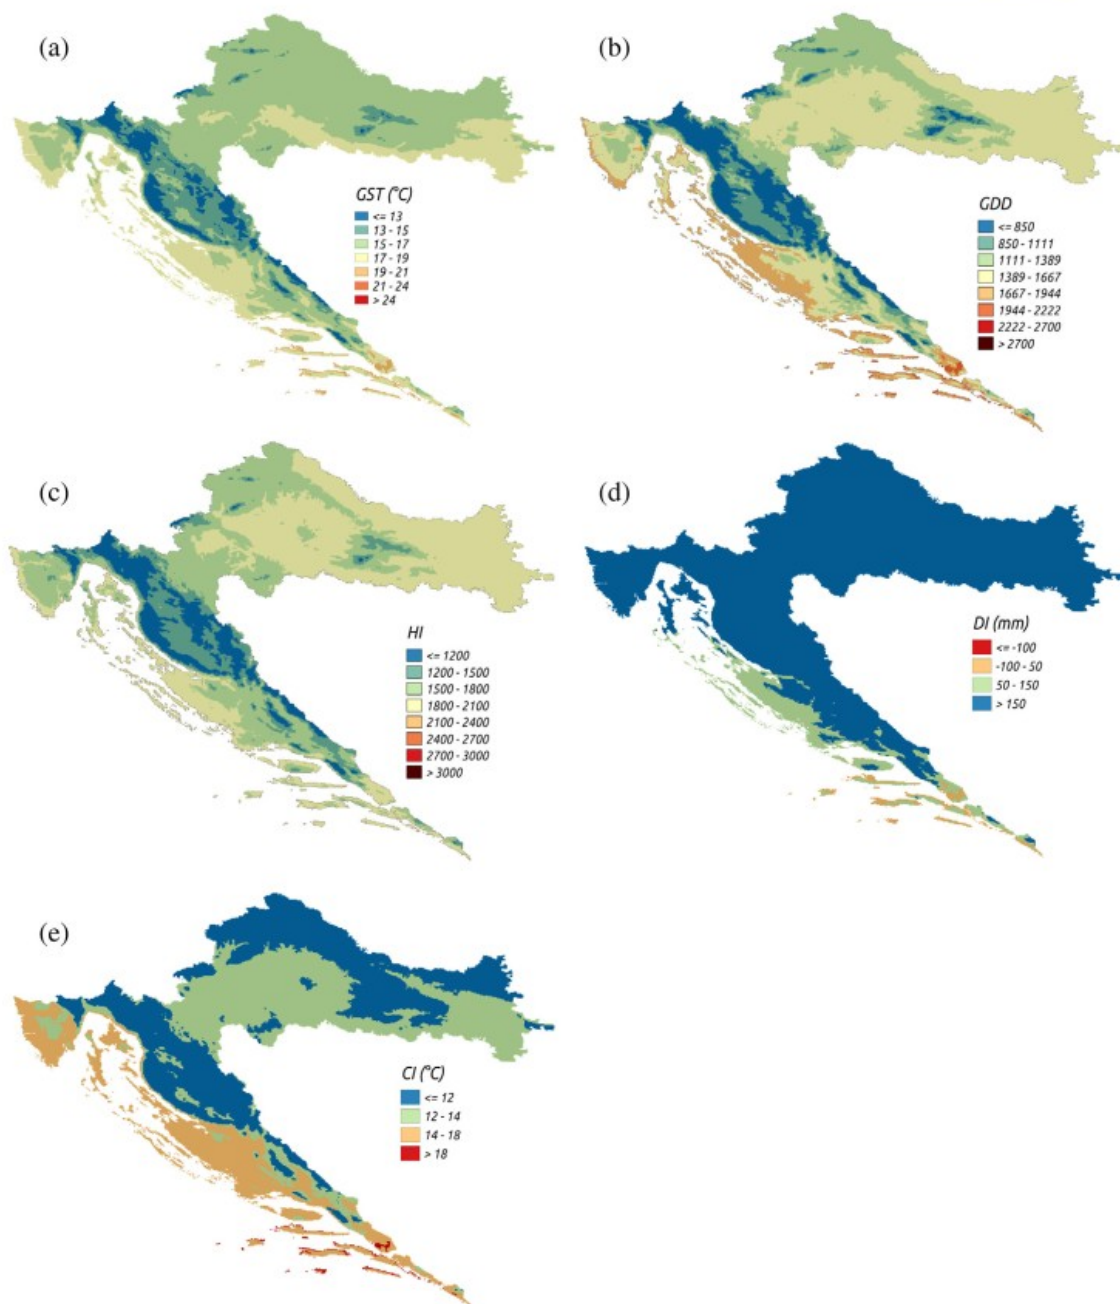 (a)
GST (°C)
<= 13
13 - 15
15 - 17
17 - 19
19 - 21
21 - 24
> 24
(b)
GDD
<= 850
850 - 1111
1111 - 1389
1389 - 1667
1667 - 1944
1944 - 2222
2222 - 2700
> 2700
(c)
HI
<= 1200
1200 - 1500
1500 - 1800
1800 - 2100
2100 - 2400
2400 - 2700
2700 - 3000
> 3000
(d)
DI (mm)
<= -100
-100 - 50
50 - 150
> 150
(e)
CI (°C)
<= 12
12 - 14
14 - 18
> 18